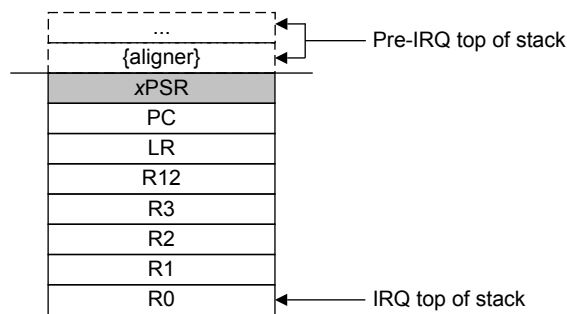 ...
Pre-IRQ top of stack
{aligner}
xPSR
PC
LR
R12
R3
R2
R1
R0
IRQ top of stack